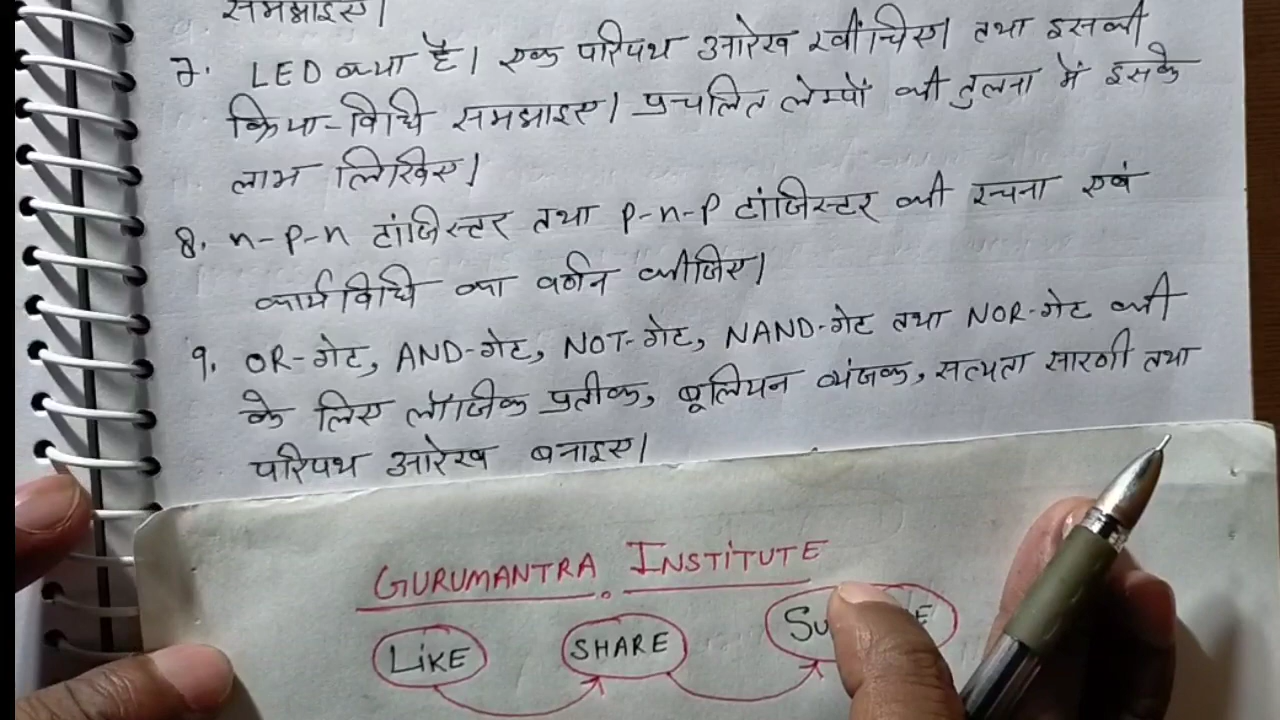 समझाइए।
7. LED क्या है। एक परिपथ आरेख खींचिए। तथा इसकी
क्रिया-विधि समझाइए। प्रचलित लेम्पों की तुलना में इसके
लाभ लिखिए।
8. n-p-n टांजिस्टर तथा p-n-p टांजिस्टर की रचना एवं
कार्यविधि का वर्णन कीजिए।
9. OR-गेट, AND-गेट, NOT-गेट, NAND-गेट तथा NOR-गेट की
के लिए लॉजिक प्रतीक, बूलियन व्यंजक, सत्यता सारणी तथा
परिपथ आरेख बनाइए।
GURUMANTRA INSTITUTE
LIKE SHARE